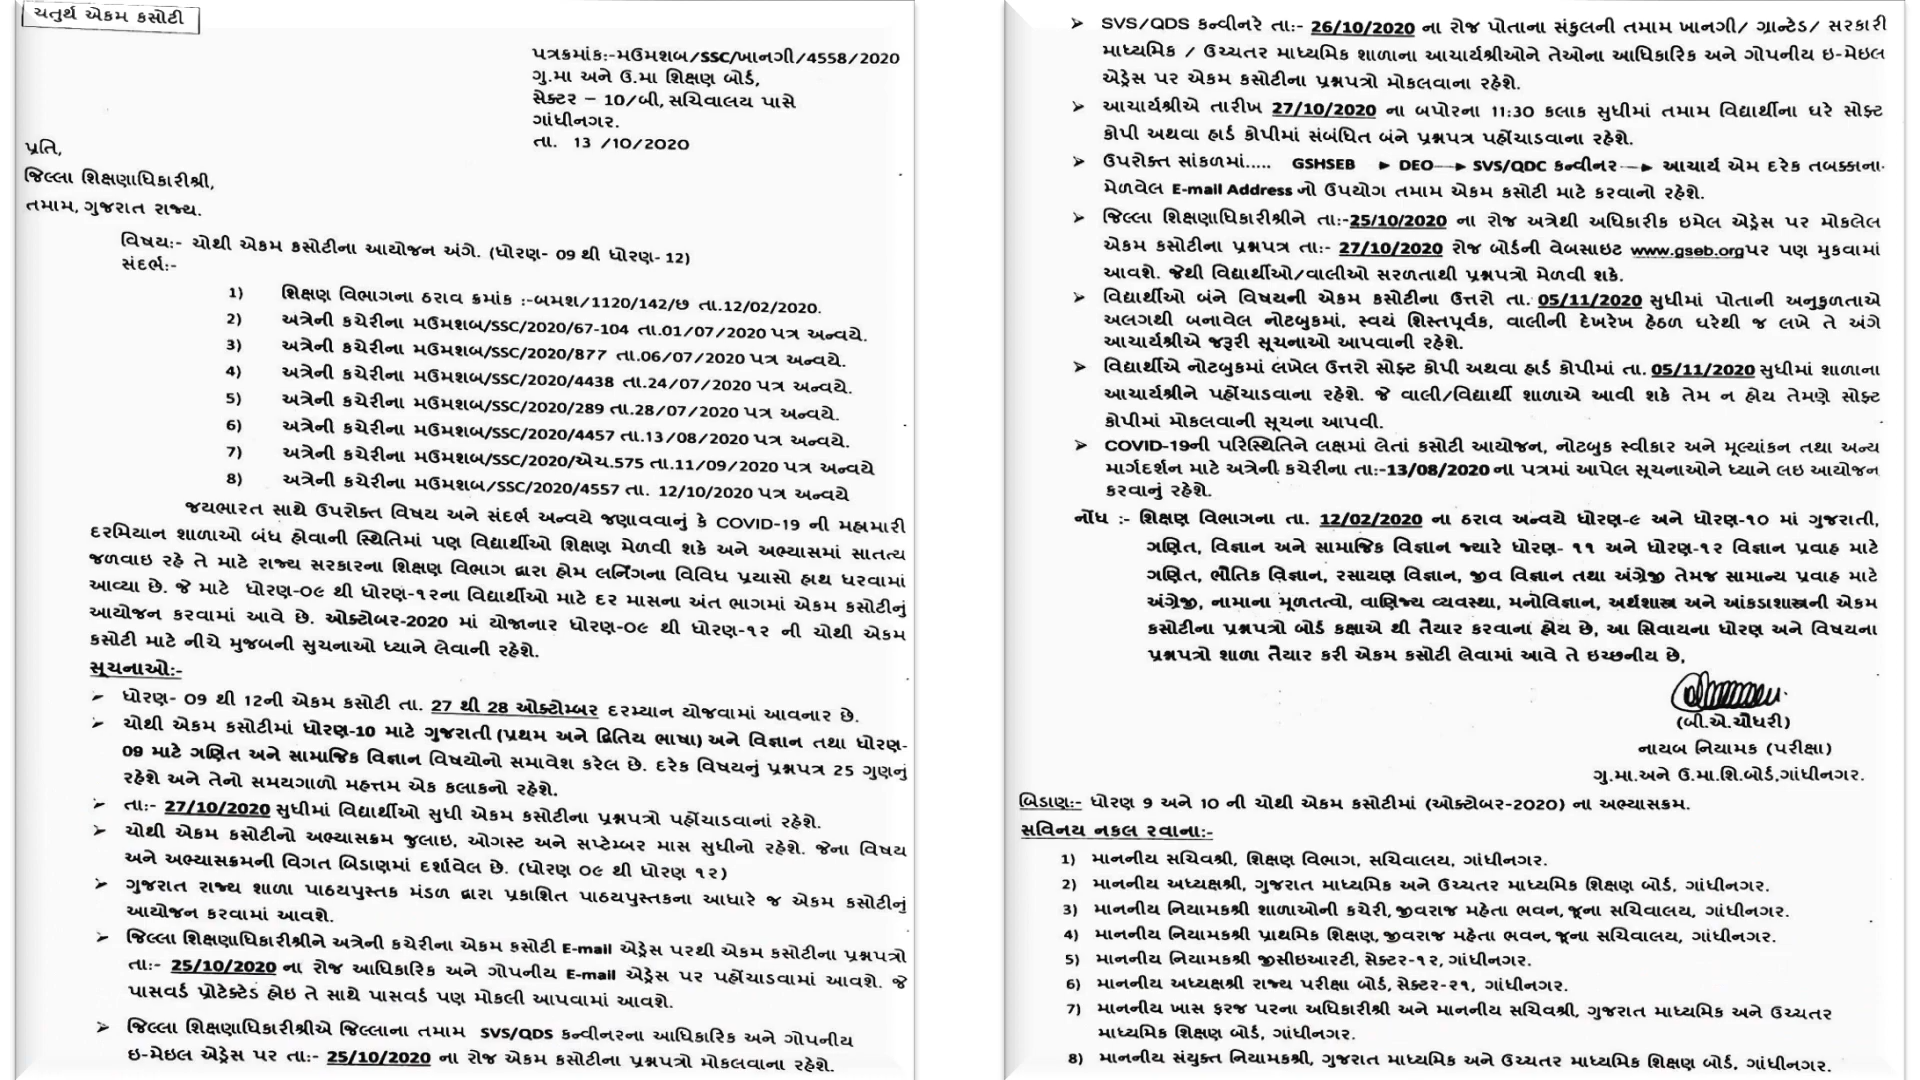 ચતુર્થ એકમ કસોટી
પત્રક્રમાંક:-મઉમશબ/SSC/ખાનગી/4558/2020
ગુ.મા અને ઉ.મા શિક્ષણ બોર્ડ,
સેક્ટર – 10/બી, સચિવાલય પાસે
ગાંધીનગર.
તા. 13 /10/2020
પ્રતિ,
જિલ્લા શિક્ષણાધિકારીશ્રી,
તમામ, ગુજરાત રાજ્ય.
વિષય:- ચોથી એકમ કસોટીના આયોજન અંગે. (ધોરણ- 09 થી ધોરણ- 12)
સંદર્ભ:-
1) શિક્ષણ વિભાગના ઠરાવ ક્રમાંક :-બમશ/1120/142/છ તા.12/02/2020.
2) અત્રેની કચેરીના મઉમશબ/SSC/2020/67-104 તા.01/07/2020 પત્ર અન્વયે.
3) અત્રેની કચેરીના મઉમશબ/SSC/2020/877 તા.06/07/2020 પત્ર અન્વયે.
4) અત્રેની કચેરીના મઉમશબ/SSC/2020/4438 તા.24/07/2020 પત્ર અન્વયે.
5) અત્રેની કચેરીના મઉમશબ/SSC/2020/289 તા.28/07/2020 પત્ર અન્વયે.
6) અત્રેની કચેરીના મઉમશબ/SSC/2020/4457 તા.13/08/2020 પત્ર અન્વયે.
7) અત્રેની કચેરીના મઉમશબ/SSC/2020/એચ.575 તા.11/09/2020 પત્ર અન્વયે
8) અત્રેની કચેરીના મઉમશબ/SSC/2020/4557 તા. 12/10/2020 પત્ર અન્વયે
જયભારત સાથે ઉપરોક્ત વિષય અને સંદર્ભ અન્વયે જણાવવાનું કે COVID-19 ની મહામારી
દરમિયાન શાળાઓ બંધ હોવાની સ્થિતિમાં પણ વિદ્યાર્થીઓ શિક્ષણ મેળવી શકે અને અભ્યાસમાં સાતત્ય
જળવાઇ રહે તે માટે રાજ્ય સરકારના શિક્ષણ વિભાગ દ્વારા હોમ લર્નિંગના વિવિધ પ્રયાસો હાથ ધરવામાં
આવ્યા છે. જે માટે ધોરણ-૦૯ થી ધોરણ-૧૨ના વિદ્યાર્થીઓ માટે દર માસના અંત ભાગમાં એકમ કસોટીનું
આયોજન કરવામાં આવે છે. ઓક્ટોબર-2020 માં યોજાનાર ધોરણ-૦૯ થી ધોરણ-૧૨ ની ચોથી એકમ
કસોટી માટે નીચે મુજબની સુચનાઓ ધ્યાને લેવાની રહેશે.
સૂચનાઓ:-
➢ ધોરણ- 09 થી 12ની એકમ કસોટી તા. 27 થી 28 ઓક્ટોમ્બર દરમ્યાન યોજવામાં આવનાર છે.
➢ ચોથી એકમ કસોટીમાં ધોરણ-10 માટે ગુજરાતી (પ્રથમ અને દ્વિતિય ભાષા) અને વિજ્ઞાન તથા ધોરણ-
09 માટે ગણિત અને સામાજિક વિજ્ઞાન વિષયોનો સમાવેશ કરેલ છે. દરેક વિષયનું પ્રશ્નપત્ર 25 ગુણનું
રહેશે અને તેનો સમયગાળો મહત્તમ એક કલાકનો રહેશે.
➢ તા:- 27/10/2020 સુધીમાં વિદ્યાર્થીઓ સુધી એકમ કસોટીના પ્રશ્નપત્રો પહોંચાડવાનાં રહેશે.
➢ ચોથી એકમ કસોટીનો અભ્યાસક્રમ જુલાઇ, ઓગસ્ટ અને સપ્ટેમ્બર માસ સુધીનો રહેશે. જેના વિષય
અને અભ્યાસક્રમની વિગત બિડાણમાં દર્શાવેલ છે. (ધોરણ ૦૯ થી ધોરણ ૧૨)
➢ ગુજરાત રાજ્ય શાળા પાઠયપુસ્તક મંડળ દ્વારા પ્રકાશિત પાઠયપુસ્તકના આધારે જ એકમ કસોટીનું
આયોજન કરવામાં આવશે.
➢ જિલ્લા શિક્ષણાધિકારીશ્રીને અત્રેની કચેરીના એકમ કસોટી E-mail એડ્રેસ પરથી એકમ કસોટીના પ્રશ્નપત્રો
તા:- 25/10/2020 ના રોજ આધિકારિક અને ગોપનીય E-mail એડ્રેસ પર પહોંચાડવામાં આવશે. જે
પાસવર્ડ પ્રોટેક્ટેડ હોઇ તે સાથે પાસવર્ડ પણ મોકલી આપવામાં આવશે.
➢ જિલ્લા શિક્ષણાધિકારીશ્રીએ જિલ્લાના તમામ SVS/QDS કન્વીનરના આધિકારિક અને ગોપનીય
ઇ-મેઇલ એડ્રેસ પર તા:- 25/10/2020 ના રોજ એકમ કસોટીના પ્રશ્નપત્રો મોકલવાના રહેશે.
➢ SVS/QDS કન્વીનરે તા:- 26/10/2020 ના રોજ પોતાના સંકુલની તમામ ખાનગી/ ગ્રાન્ટેડ/ સરકારી
માધ્યમિક / ઉચ્ચતર માધ્યમિક શાળાના આચાર્યશ્રીઓને તેઓના આધિકારિક અને ગોપનીય ઇ-મેઇલ
એડ્રેસ પર એકમ કસોટીના પ્રશ્નપત્રો મોકલવાના રહેશે.
➢ આચાર્યશ્રીએ તારીખ 27/10/2020 ના બપોરના 11:30 કલાક સુધીમાં તમામ વિદ્યાર્થીના ઘરે સોફ્ટ
કોપી અથવા હાર્ડ કોપીમાં સંબંધિત બંને પ્રશ્નપત્ર પહોંચાડવાના રહેશે.
➢ ઉપરોક્ત સાંકળમાં..... GSHSEB ► DEO—► SVS/QDC કન્વીનર—► આચાર્ય એમ દરેક તબક્કાના
મેળવેલ E-mail Address નો ઉપયોગ તમામ એકમ કસોટી માટે કરવાનો રહેશે.
➢ જિલ્લા શિક્ષણાધિકારીશ્રીને તા:-25/10/2020 ના રોજ અત્રેથી અધિકારીક ઇમેલ એડ્રેસ પર મોકલેલ
એકમ કસોટીના પ્રશ્નપત્ર તા:- 27/10/2020 રોજ બોર્ડની વેબસાઇટ www.gseb.orgપર પણ મુકવામાં
આવશે. જેથી વિદ્યાર્થીઓ/વાલીઓ સરળતાથી પ્રશ્નપત્રો મેળવી શકે.
➢ વિદ્યાર્થીઓ બંને વિષયની એકમ કસોટીના ઉત્તરો તા. 05/11/2020 સુધીમાં પોતાની અનુકુળતાએ
અલગથી બનાવેલ નોટબુકમાં, સ્વયં શિસ્તપૂર્વક, વાલીની દેખરેખ હેઠળ ઘરેથી જ લખે તે અંગે
આચાર્યશ્રીએ જરૂરી સૂચનાઓ આપવાની રહેશે.
➢ વિદ્યાર્થીએ નોટબુકમાં લખેલ ઉત્તરો સોફ્ટ કોપી અથવા હાર્ડ કોપીમાં તા. 05/11/2020 સુધીમાં શાળાના
આચાર્યશ્રીને પહોંચાડવાના રહેશે. જે વાલી/વિદ્યાર્થી શાળાએ આવી શકે તેમ ન હોય તેમણે સોફ્ટ
કોપીમાં મોકલવાની સૂચના આપવી.
➢ COVID-19ની પરિસ્થિતિને લક્ષમાં લેતાં કસોટી આયોજન, નોટબુક સ્વીકાર અને મૂલ્યાંકન તથા અન્ય
માર્ગદર્શન માટે અત્રેની કચેરીના તા:-13/08/2020 ના પત્રમાં આપેલ સૂચનાઓને ધ્યાને લઇ આયોજન
કરવાનું રહેશે.
નોંધ :- શિક્ષણ વિભાગના તા. 12/02/2020 ના ઠરાવ અન્વયે ધોરણ-૯ અને ધોરણ-૧૦ માં ગુજરાતી,
ગણિત, વિજ્ઞાન અને સામાજિક વિજ્ઞાન જ્યારે ધોરણ- ૧૧ અને ધોરણ-૧૨ વિજ્ઞાન પ્રવાહ માટે
ગણિત, ભૌતિક વિજ્ઞાન, રસાયણ વિજ્ઞાન, જીવ વિજ્ઞાન તથા અંગ્રેજી તેમજ સામાન્ય પ્રવાહ માટે
અંગ્રેજી, નામાના મૂળતત્વો, વાણિજ્ય વ્યવસ્થા, મનોવિજ્ઞાન, અર્થશાસ્ત્ર અને આંકડાશાસ્ત્રની એકમ
કસોટીના પ્રશ્નપત્રો બોર્ડ કક્ષાએ થી તૈયાર કરવાના હોય છે, આ સિવાયના ધોરણ અને વિષયના
પ્રશ્નપત્રો શાળા તૈયાર કરી એકમ કસોટી લેવામાં આવે તે ઇચ્છનીય છે,
(બી.એ.ચૌધરી)
નાયબ નિયામક (પરીક્ષા)
ગુ.મા.અને ઉ.મા.શિ.બોર્ડ,ગાંધીનગર.
બિડાણ:- ધોરણ 9 અને 10 ની ચોથી એકમ કસોટીમાં (ઓક્ટોબર-2020) ના અભ્યાસક્રમ.
સવિનય નકલ રવાના:-
1) માનનીય સચિવશ્રી, શિક્ષણ વિભાગ, સચિવાલય, ગાંધીનગર.
2) માનનીય અધ્યક્ષશ્રી, ગુજરાત માધ્યમિક અને ઉચ્ચતર માધ્યમિક શિક્ષણ બોર્ડ, ગાંધીનગર.
3) માનનીય નિયામકશ્રી શાળાઓની કચેરી, જીવરાજ મહેતા ભવન, જૂના સચિવાલય, ગાંધીનગર.
4) માનનીય નિયામકશ્રી પ્રાથમિક શિક્ષણ, જીવરાજ મહેતા ભવન, જૂના સચિવાલય, ગાંધીનગર.
5) માનનીય નિયામકશ્રી જીસીઇઆરટી, સેક્ટર-૧૨, ગાંધીનગર.
6) માનનીય અધ્યક્ષશ્રી રાજ્ય પરીક્ષા બોર્ડ, સેક્ટર-૨૧, ગાંધીનગર.
7) માનનીય ખાસ ફરજ પરના અધિકારીશ્રી અને માનનીય સચિવશ્રી, ગુજરાત માધ્યમિક અને ઉચ્ચતર
માધ્યમિક શિક્ષણ બોર્ડ, ગાંધીનગર.
8) માનનીય સંયુક્ત નિયામકશ્રી, ગુજરાત માધ્યમિક અને ઉચ્ચતર માધ્યમિક શિક્ષણ બોર્ડ, ગાંધીનગર.